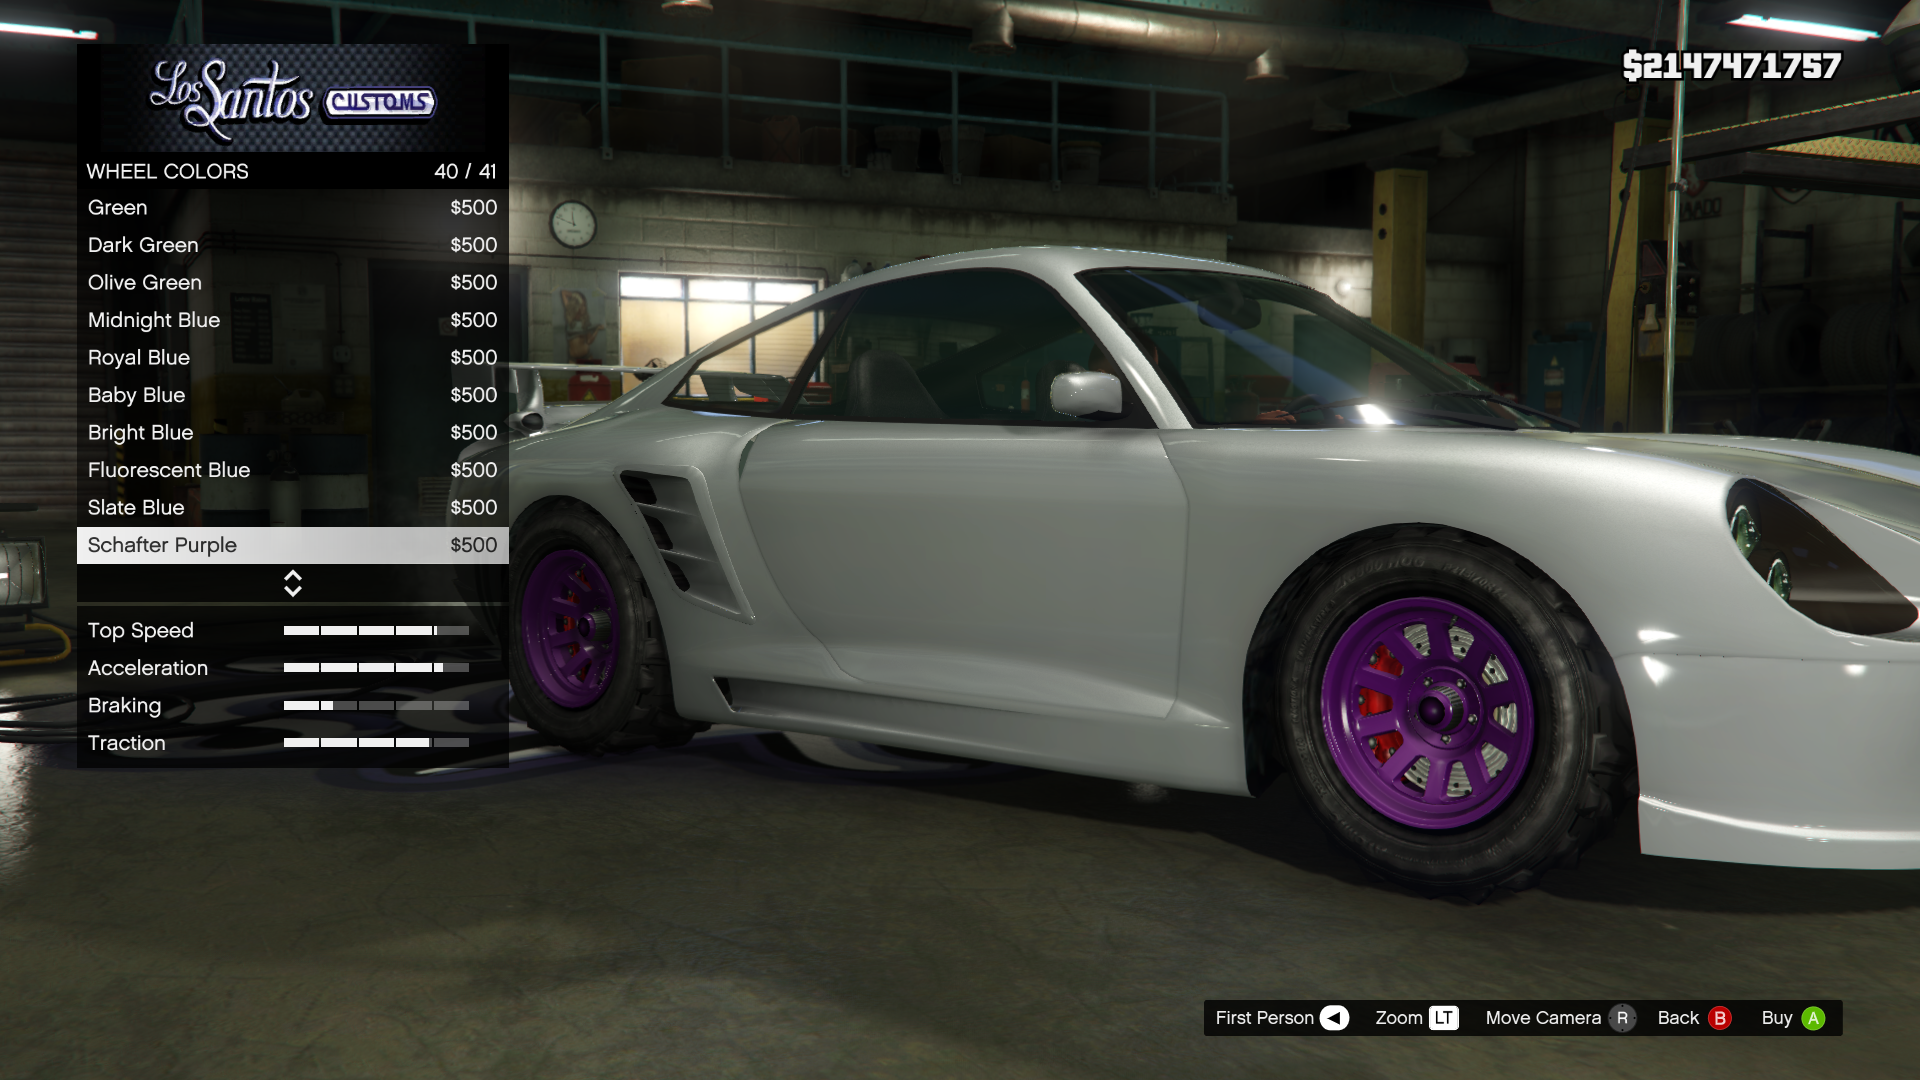 Los Santos CUSTOMS
$2147471757
WHEEL COLORS 40 / 41
Green $500
Dark Green $500
Olive Green $500
Midnight Blue $500
Royal Blue $500
Baby Blue $500
Bright Blue $500
Fluorescent Blue $500
Slate Blue $500
Schafter Purple $500
Top Speed
Acceleration
Braking
Traction
First Person Zoom LT Move Camera R Back B Buy A